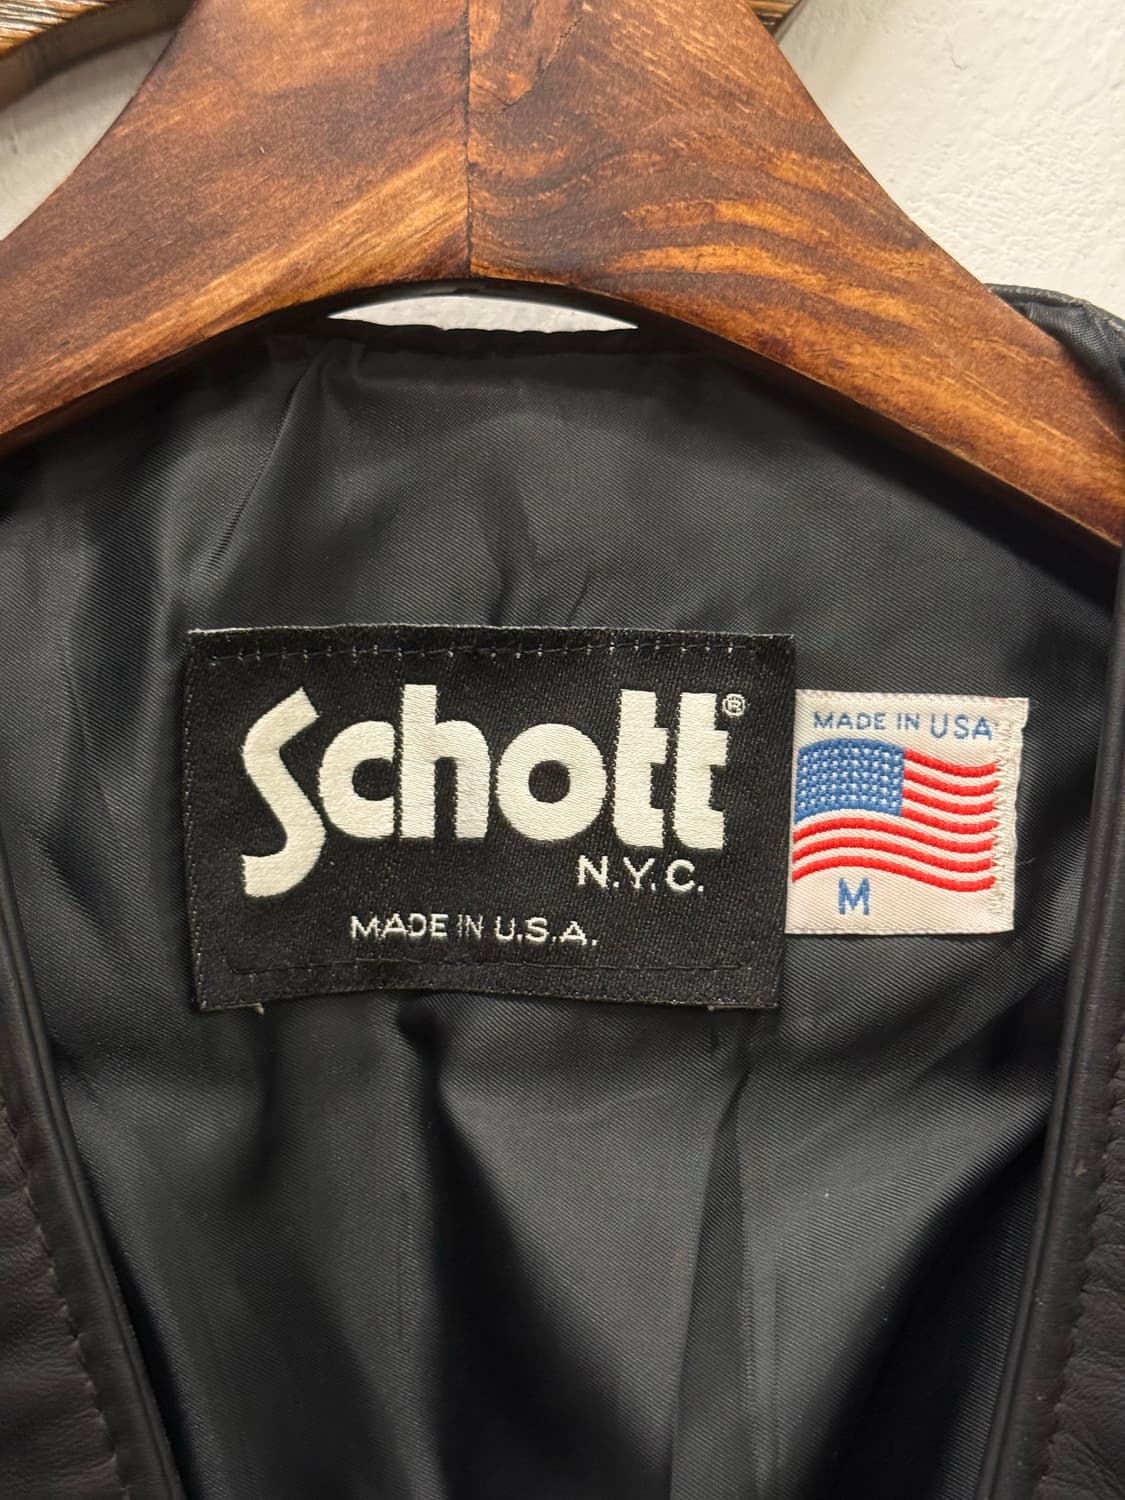 Schott®
N.Y.C.
MADE IN U.S.A.
MADE IN USA
M